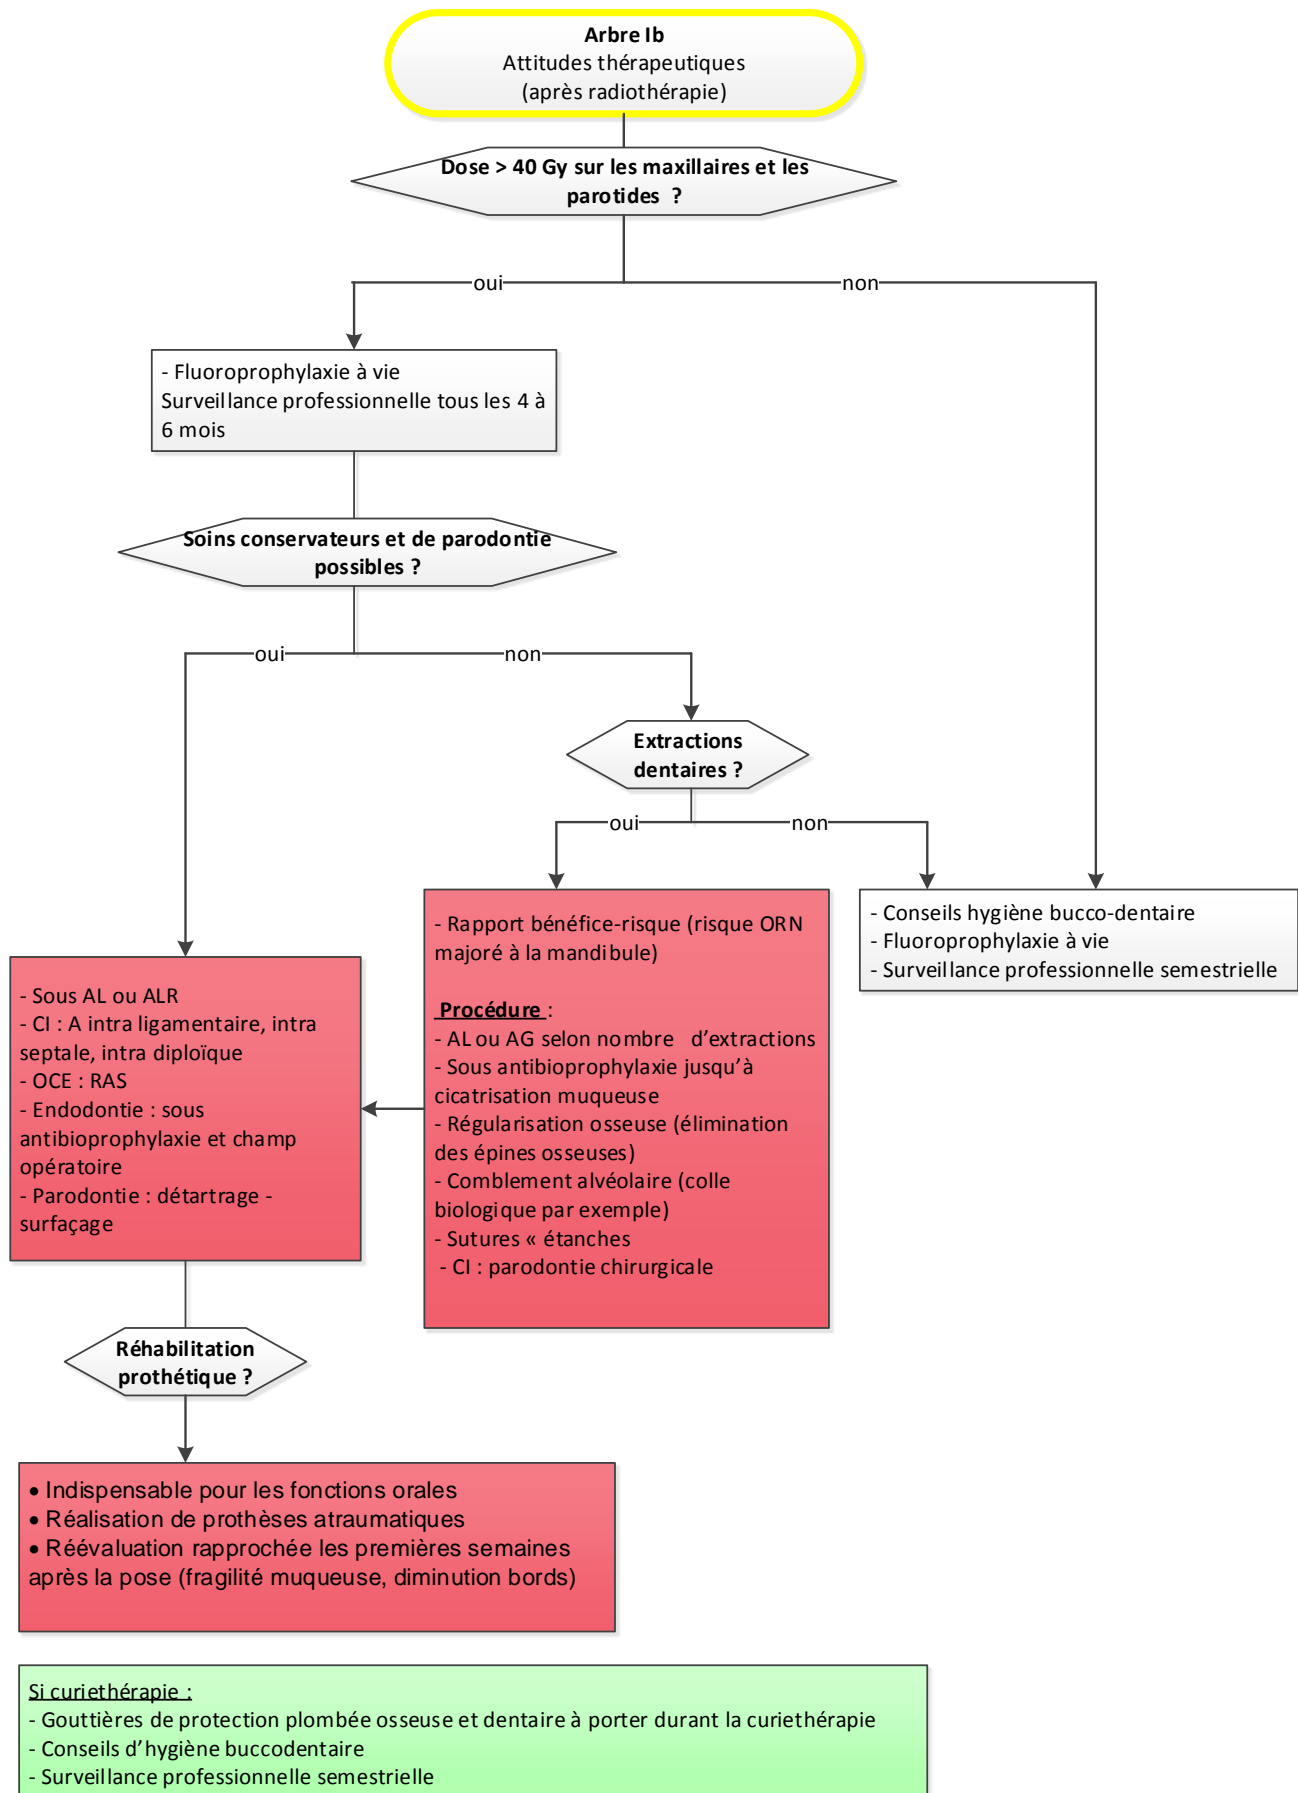 Arbre Ib
Attitudes thérapeutiques
(après radiothérapie)
Dose > 40 Gy sur les maxillaires et les
parotides ?
oui
non
- Fluoroprophylaxie à vie
Surveillance professionnelle tous les 4 à
6 mois
Soins conservateurs et de parodontie
possibles ?
oui
non
Extractions
dentaires ?
oui
non
- Conseils hygiène bucco-dentaire
- Fluoroprophylaxie à vie
- Surveillance professionnelle semestrielle
- Rapport bénéfice-risque (risque ORN
majoré à la mandibule)
Procédure :
- AL ou AG selon nombre d’extractions
- Sous antibioprophylaxie jusqu’à
cicatrisation muqueuse
- Régularisation osseuse (élimination
des épines osseuses)
- Comblement alvéolaire (colle
biologique par exemple)
- Sutures « étanches
- CI : parodontie chirurgicale
- Sous AL ou ALR
- CI : A intra ligamentaire, intra
septale, intra diploïque
- OCE : RAS
- Endodontie : sous
antibioprophylaxie et champ
opératoire
- Parodontie : détartrage -
surfaçage
Réhabilitation
prothétique ?
• Indispensable pour les fonctions orales
• Réalisation de prothèses atraumatiques
• Réévaluation rapprochée les premières semaines
après la pose (fragilité muqueuse, diminution bords)
Si curiethérapie :
- Gouttières de protection plombée osseuse et dentaire à porter durant la curiethérapie
- Conseils d’hygiène buccodentaire
- Surveillance professionnelle semestrielle